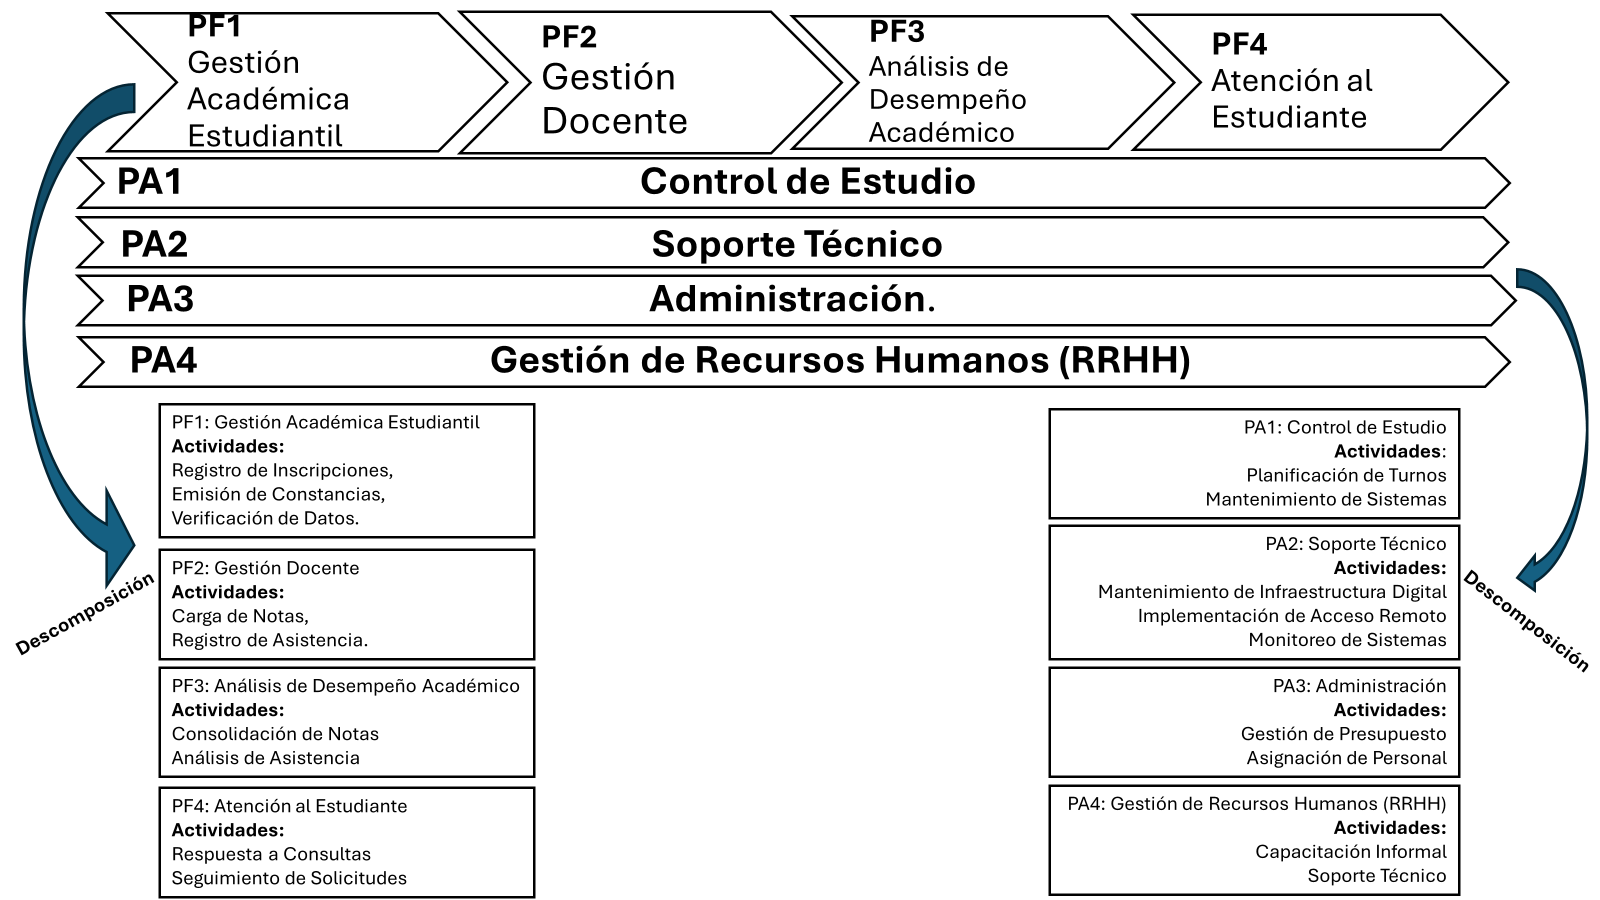 PF1
Gestión
Académica
Estudiantil
PF2
Gestión
Docente
PF3
Análisis de
Desempeño
Académico
PF4
Atención al
Estudiante
PA1 Control de Estudio
PA2 Soporte Técnico
PA3 Administración.
PA4 Gestión de Recursos Humanos (RRHH)
PF1: Gestión Académica Estudiantil
Actividades:
Registro de Inscripciones,
Emisión de Constancias,
Verificación de Datos.
PF2: Gestión Docente
Actividades:
Carga de Notas,
Registro de Asistencia.
PF3: Análisis de Desempeño Académico
Actividades:
Consolidación de Notas
Análisis de Asistencia
PF4: Atención al Estudiante
Actividades:
Respuesta a Consultas
Seguimiento de Solicitudes
Descomposición
PA1: Control de Estudio
Actividades:
Planificación de Turnos
Mantenimiento de Sistemas
PA2: Soporte Técnico
Actividades:
Mantenimiento de Infraestructura Digital
Implementación de Acceso Remoto
Monitoreo de Sistemas
PA3: Administración
Actividades:
Gestión de Presupuesto
Asignación de Personal
PA4: Gestión de Recursos Humanos (RRHH)
Actividades:
Capacitación Informal
Soporte Técnico
Descomposición